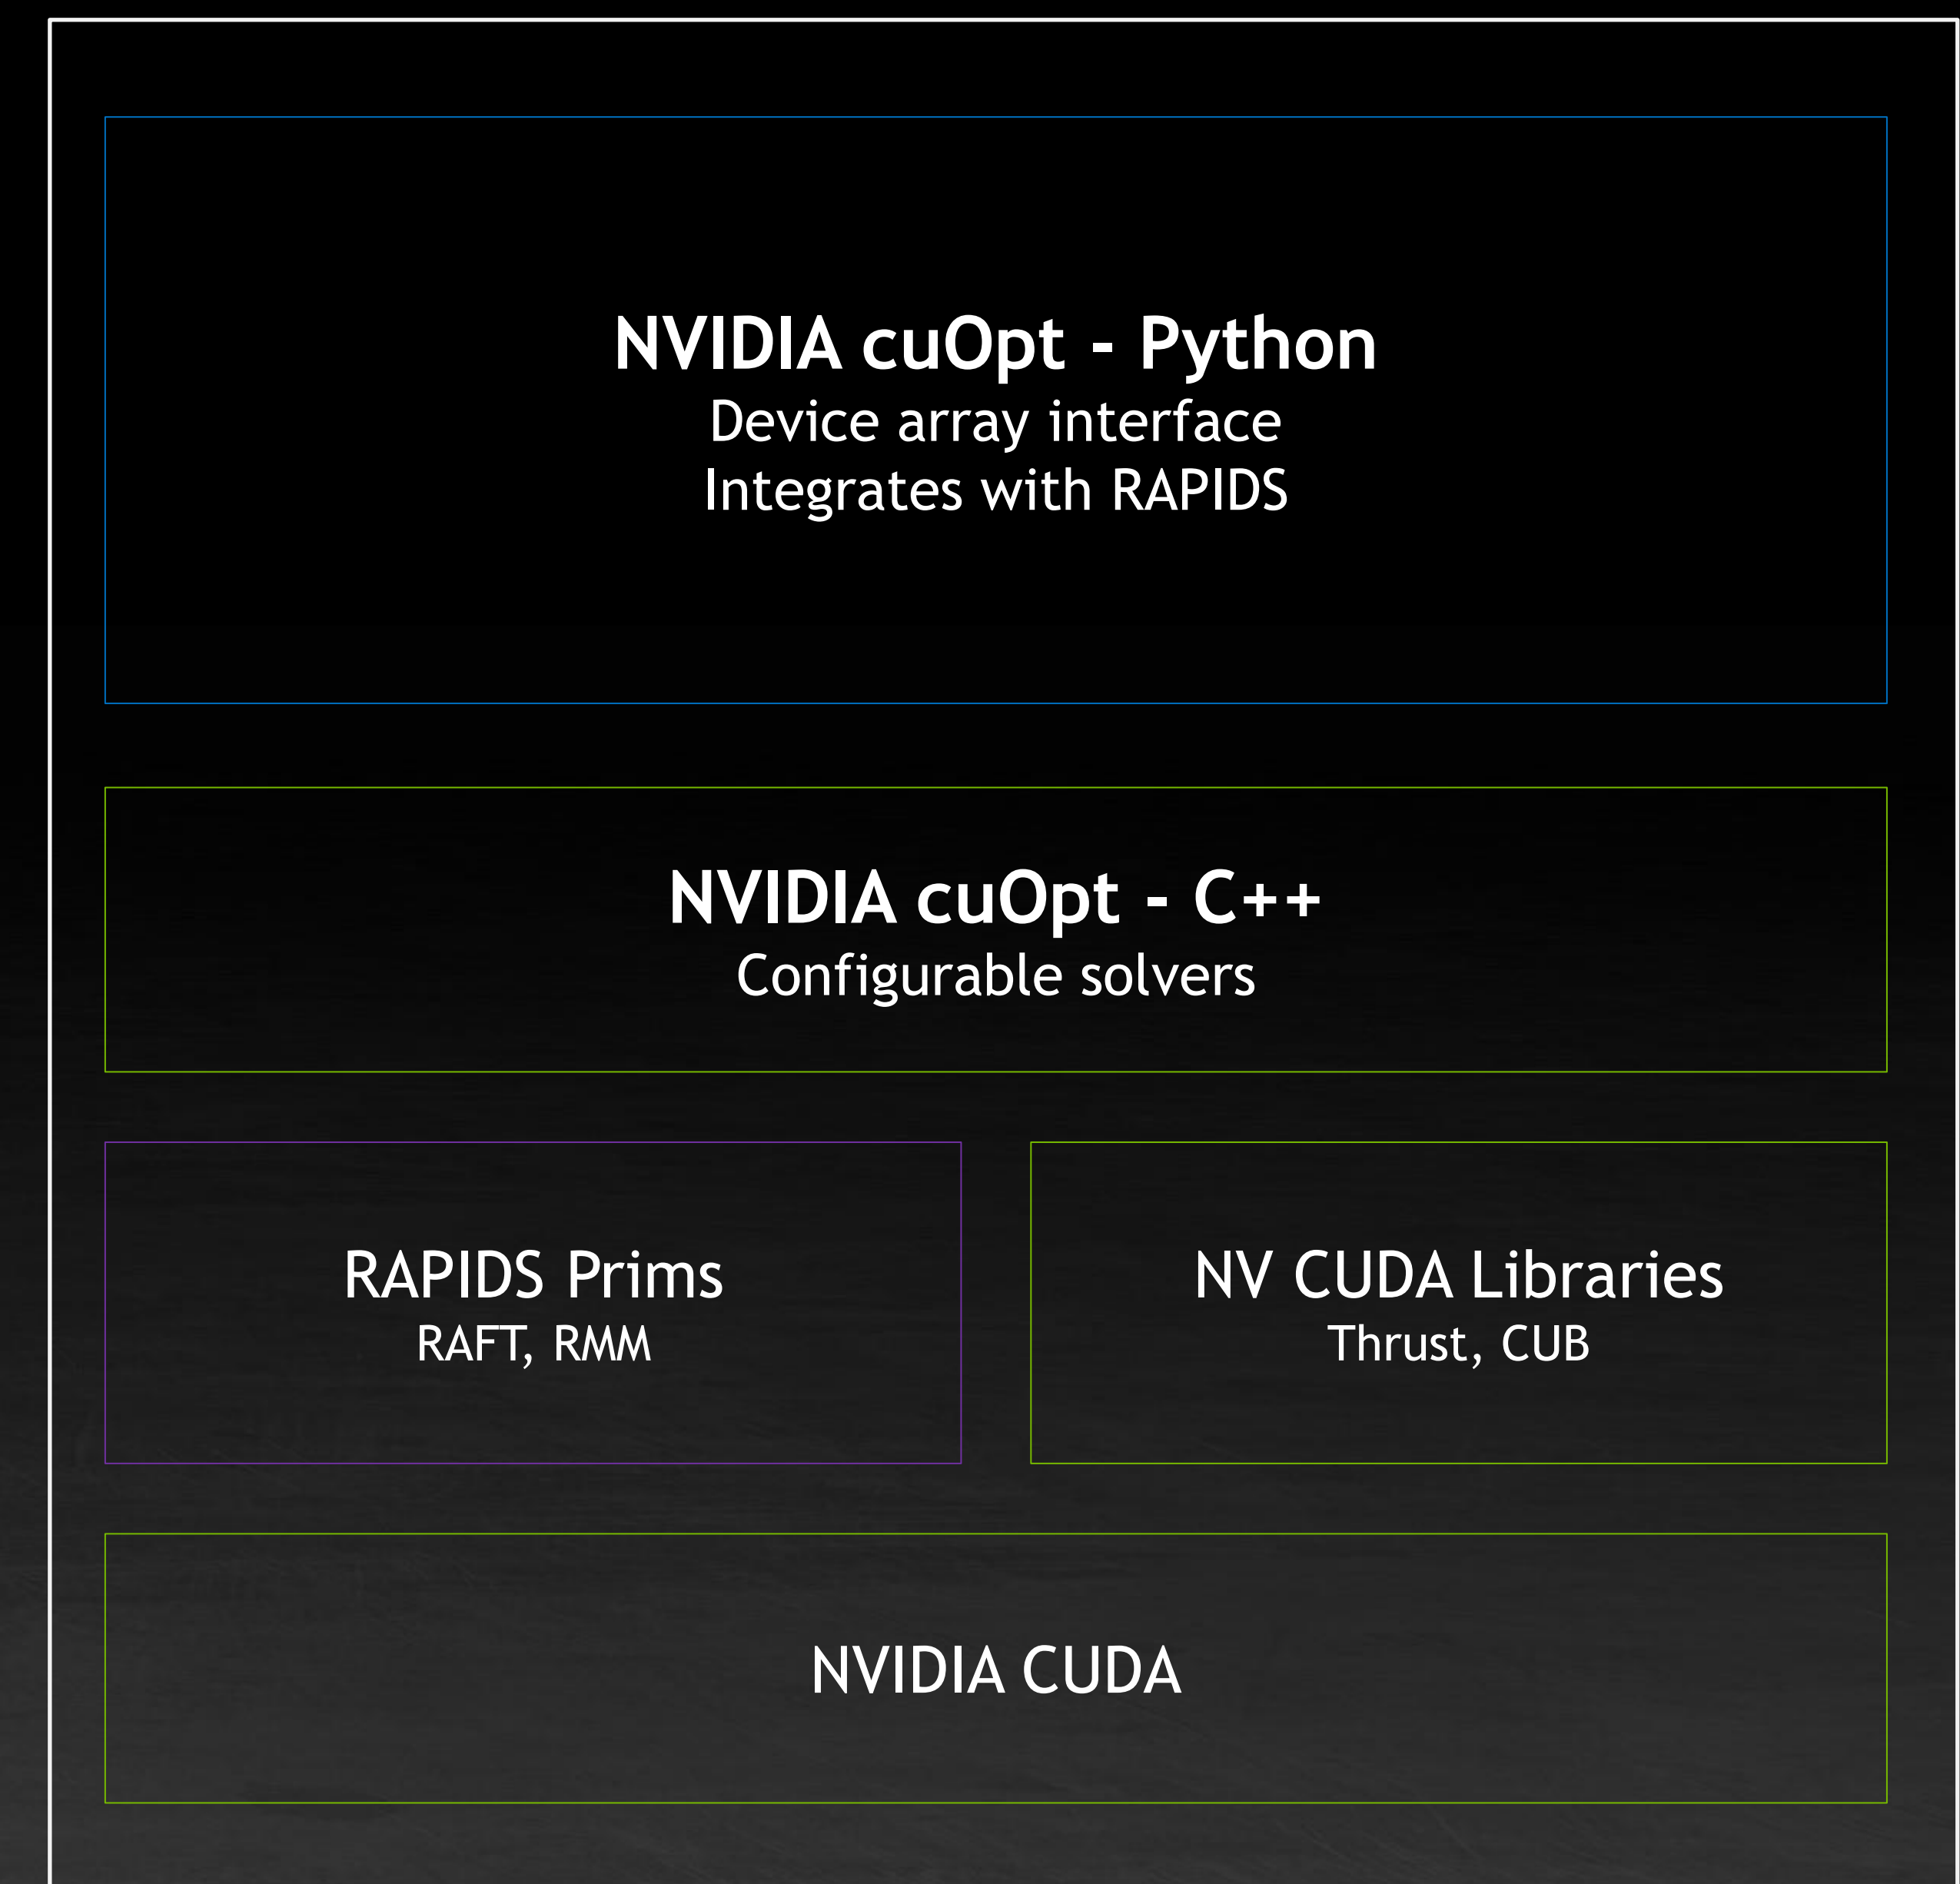 NVIDIA cuOpt - Python
Device array interface
Integrates with RAPIDS
NVIDIA cuOpt - C++
Configurable solvers
RAPIDS Prims
RAFT, RMM
NV CUDA Libraries
Thrust, CUB
NVIDIA CUDA